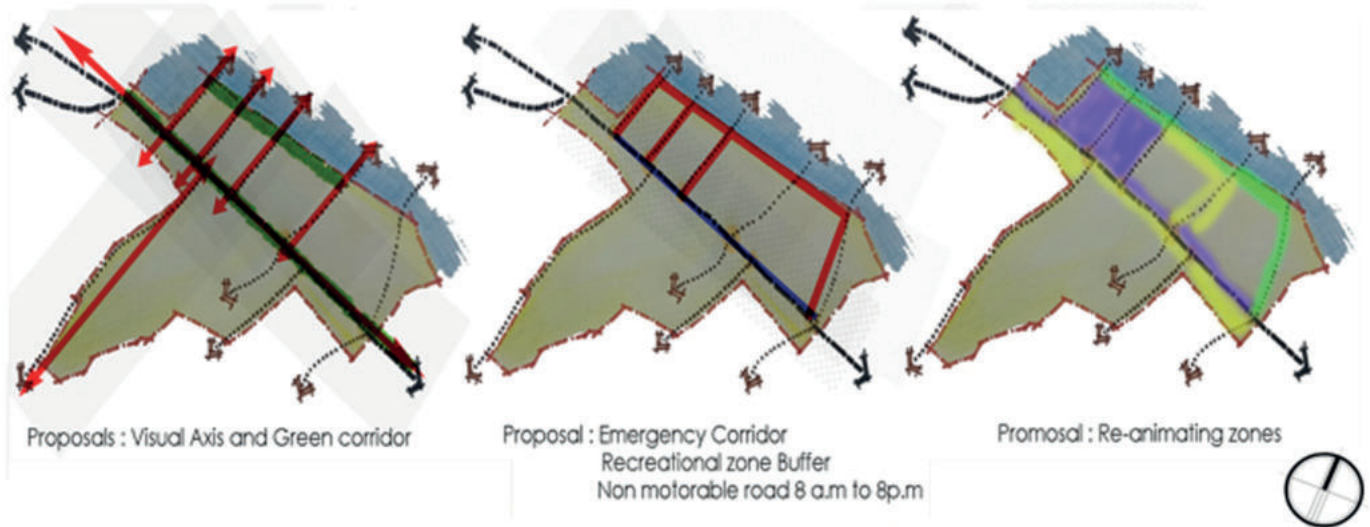 Proposals : Visual Axis and Green corridor
Proposal : Emergency Corridor
Recreational zone Buffer
Non motorable road 8 a.m to 8p.m
Promosal : Re-animating zones